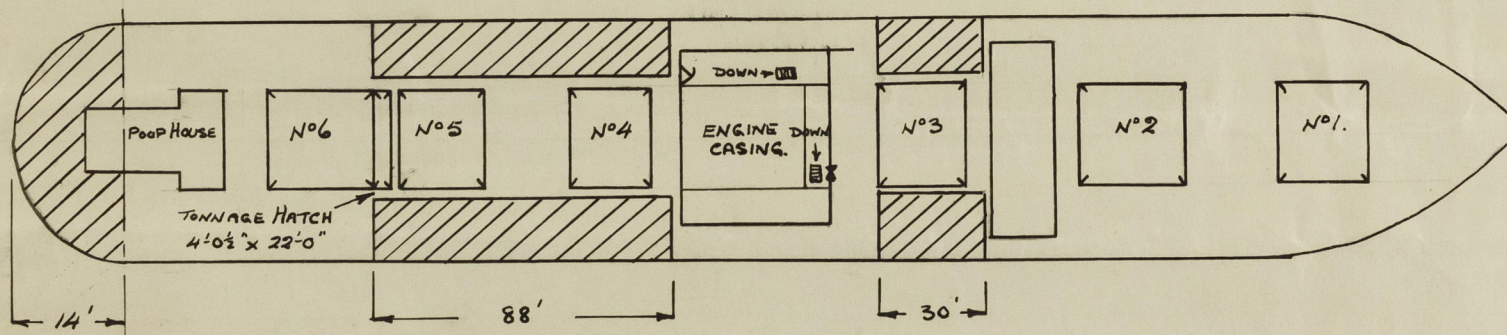 DOWN→
POOP HOUSE
Nº6
Nº5
Nº4
ENGINE
CASING.
DOWN
Nº3
Nº2
Nº1.
TONNAGE HATCH
4'-0½" x 22'-0"
14'
88'
30'